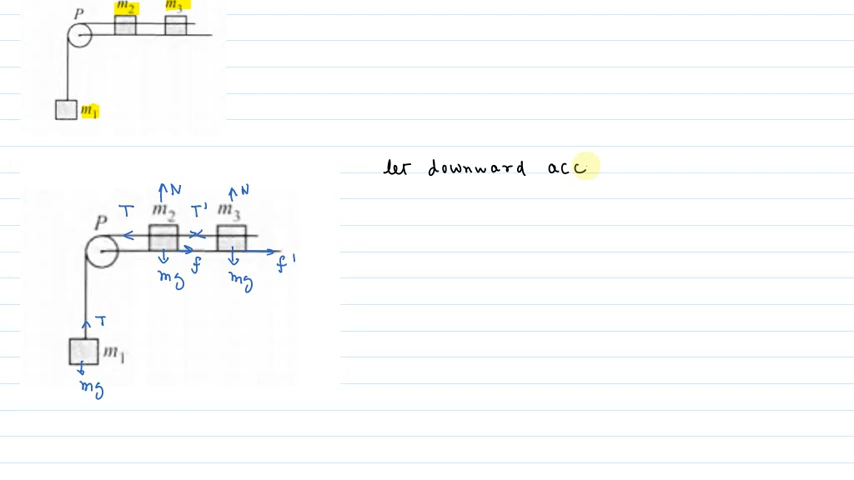 m2 m3
P
m1
let downward acc
N N
T m2 T' m3
P
f f'
mg mg
T
m1
mg